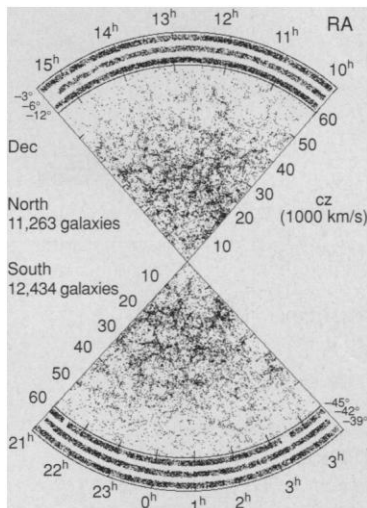 13h 12h RA
14h 11h
15h 10h
-3°
-6°
-12°
60
Dec 50
40
North 30 cz
11,263 galaxies 20 (1000 km/s)
10
South 10
12,434 galaxies 20
30
40
50
60 -45°
-42°
-39°
21h 3h
22h 3h
23h 2h
0h 1h